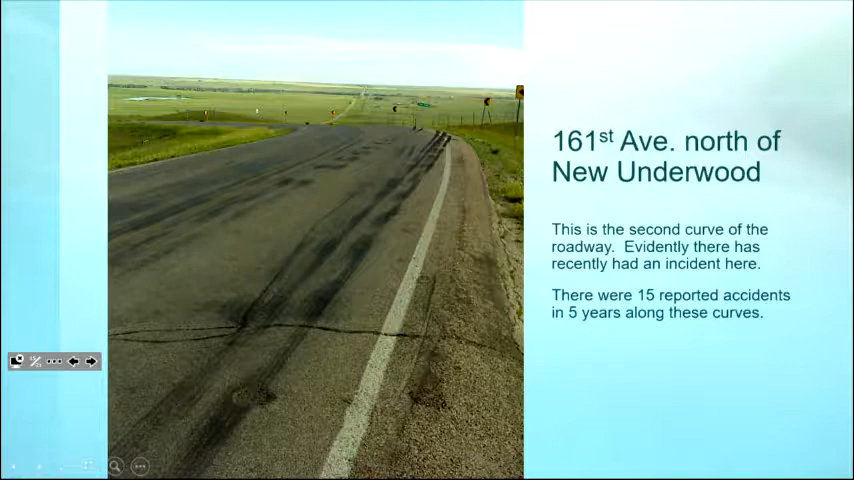 161st Ave. north of
New Underwood
This is the second curve of the
roadway. Evidently there has
recently had an incident here.
There were 15 reported accidents
in 5 years along these curves.